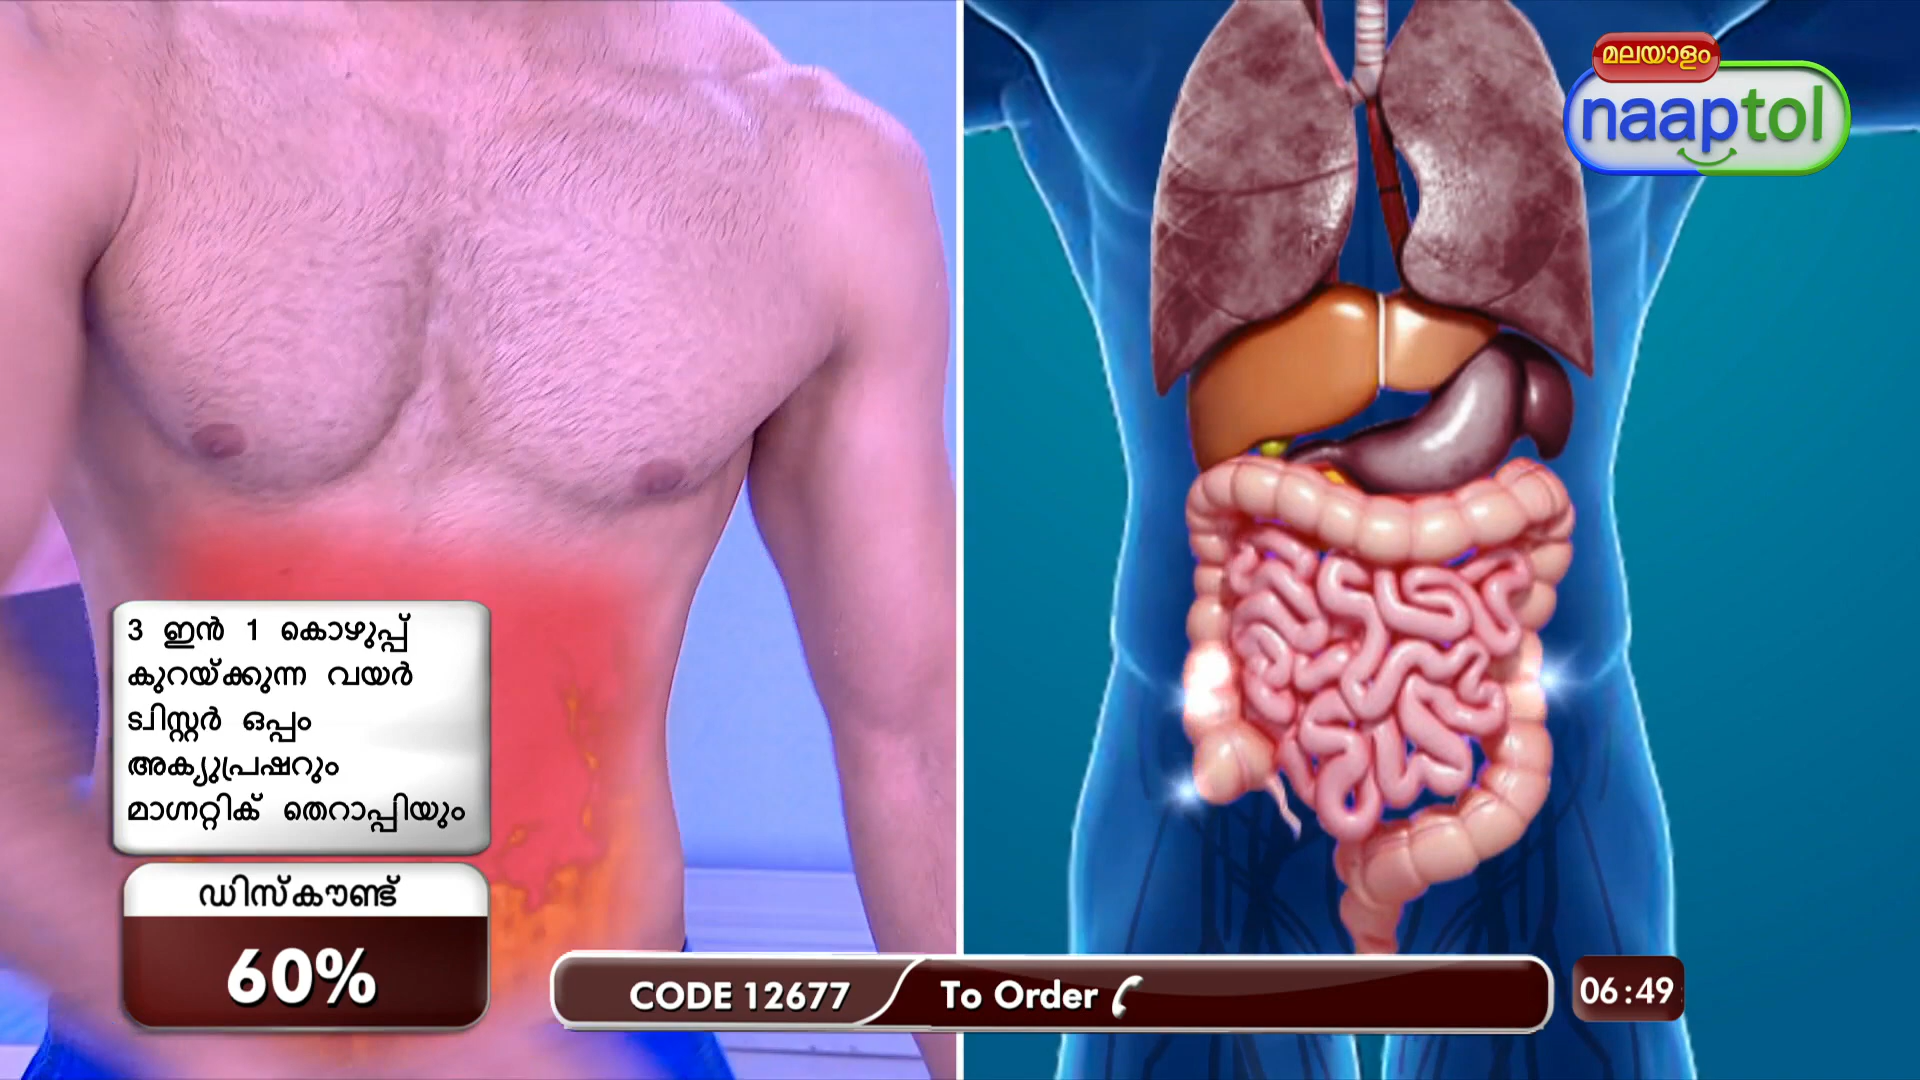 മലയാളം
naaptol
3 ഇൻ 1 കൊഴുപ്പ്
കുറയ്ക്കുന്ന വയർ
ട്വിസ്റ്റർ ഒപ്പം
അക്യുപ്രഷറും
മാഗ്നറ്റിക് തെറാപ്പിയും
ഡിസ്കൗണ്ട്
60%
CODE 12677
To Order
06:49